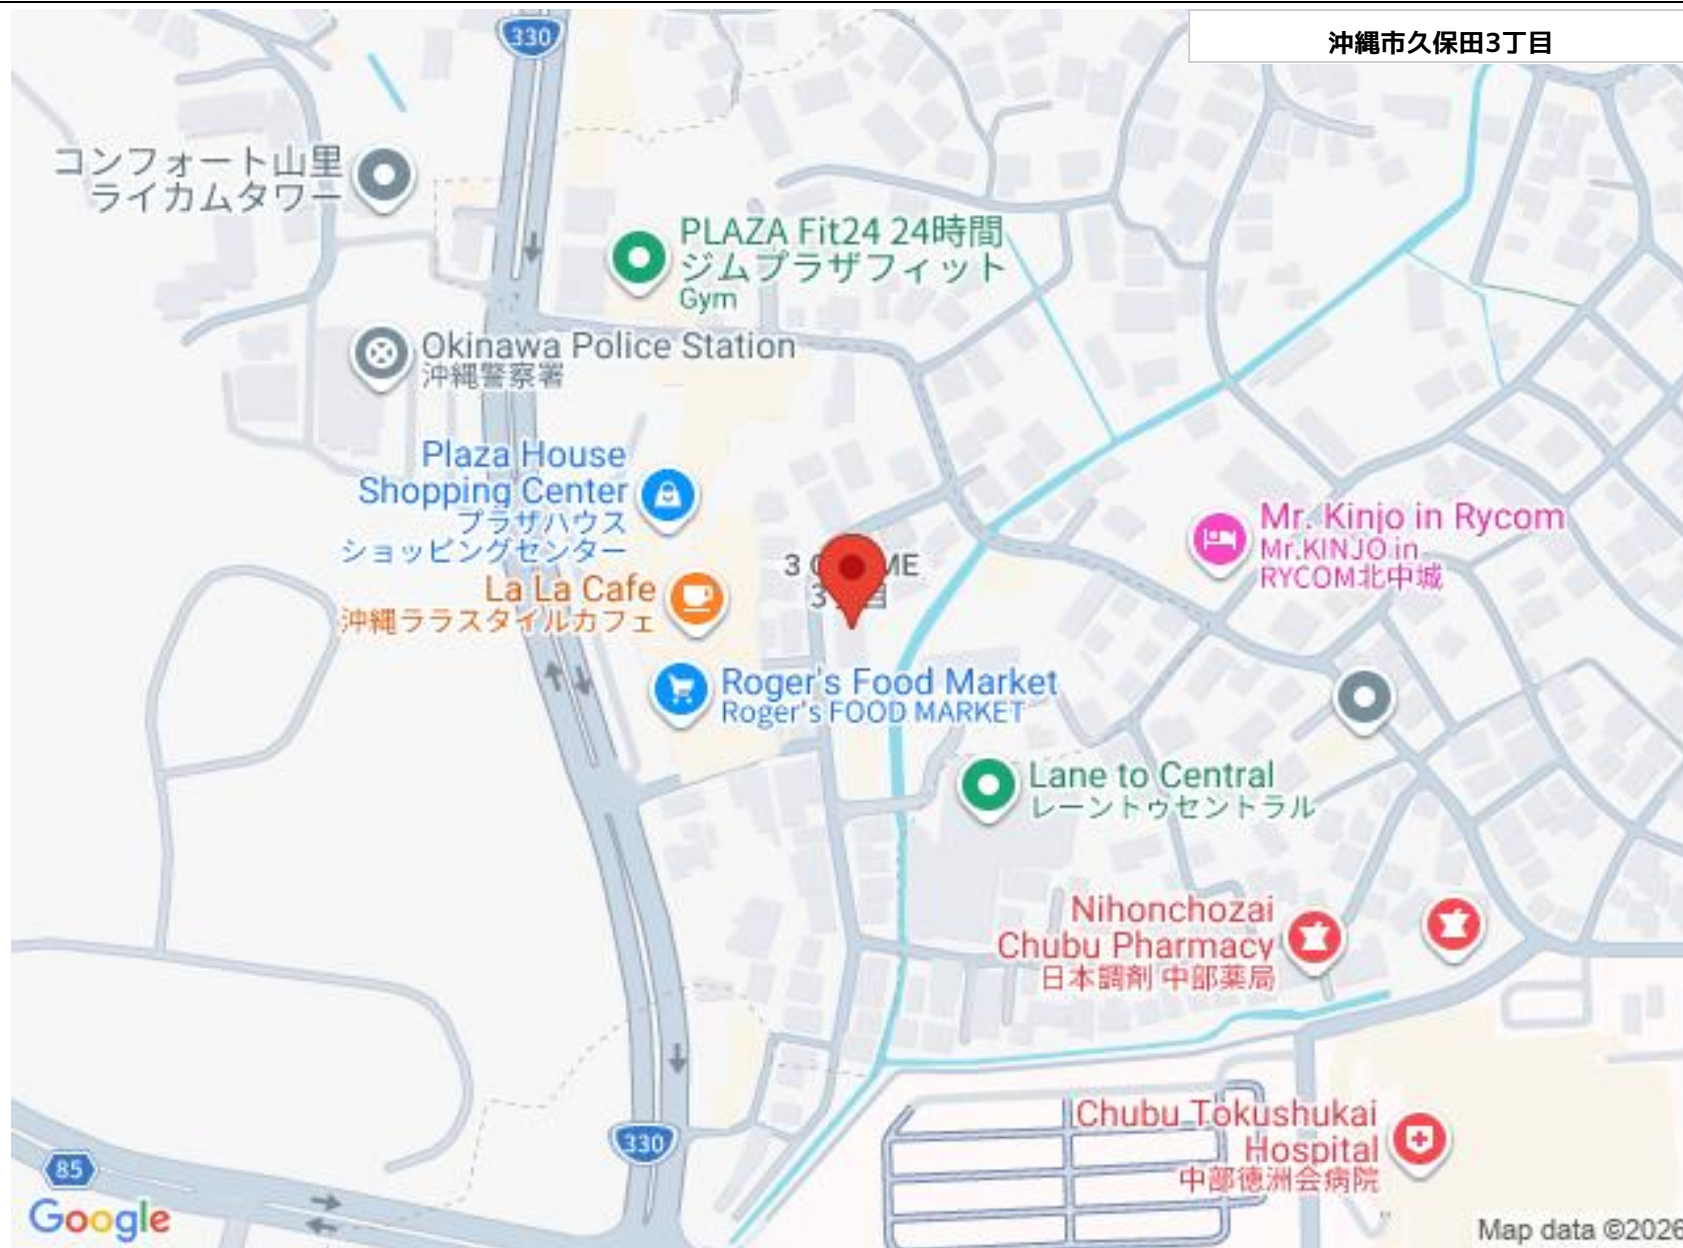 沖縄市久保田3丁目
330
コンフォート山里
ライカムタワー
PLAZA Fit24 24時間
ジムプラザフィット
Gym
Okinawa Police Station
沖縄警察署
Plaza House
Shopping Center
プラザハウス
ショッピングセンター
Mr. Kinjo in Rycom
Mr.KINJO in
RYCOM北中城
La La Cafe
沖縄ララスタイルカフェ
Roger's Food Market
Roger's FOOD MARKET
Lane to Central
レーントゥセントラル
Nihonchozai
Chubu Pharmacy
日本調剤 中部薬局
Chubu Tokushukai
Hospital
中部徳洲会病院
330
85
Google
Map data ©2026